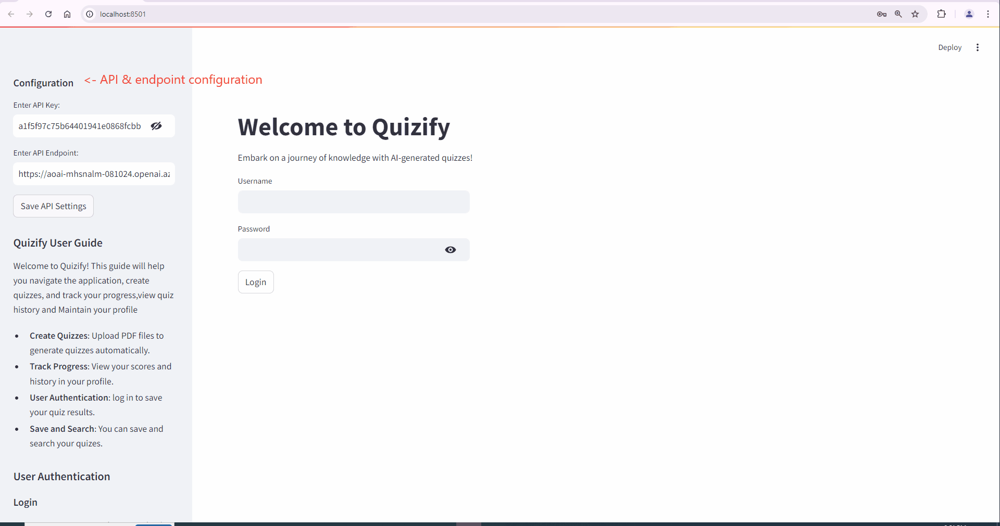 localhost:8501
Deploy
Configuration
<- API & endpoint configuration
Enter API Key:
a1f5f97c75b64401941e0868fcbb
Enter API Endpoint:
https://aoai-mhsnalm-081024.openai.az
Save API Settings
Quizify User Guide
Welcome to Quizify! This guide will help
you navigate the application, create
quizzes, and track your progress,view quiz
history and Maintain your profile
Create Quizzes: Upload PDF files to
generate quizzes automatically.
Track Progress: View your scores and
history in your profile.
User Authentication: log in to save
your quiz results.
Save and Search: You can save and
search your quizes.
User Authentication
Login
Welcome to Quizify
Embark on a journey of knowledge with AI-generated quizzes!
Username
Password
Login